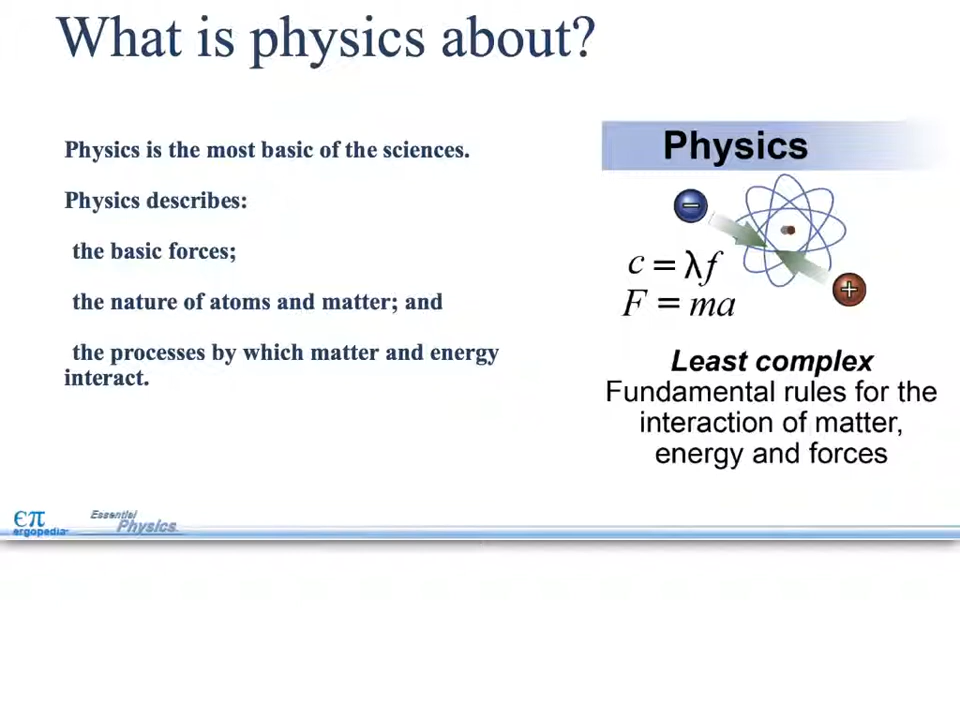 What is physics about?
Physics is the most basic of the sciences.
Physics describes:
the basic forces;
the nature of atoms and matter; and
the processes by which matter and energy
interact.
Physics
−
+
c = λf
F = ma
Least complex
Fundamental rules for the
interaction of matter,
energy and forces
єπ
ergopedia
Essential
Physics